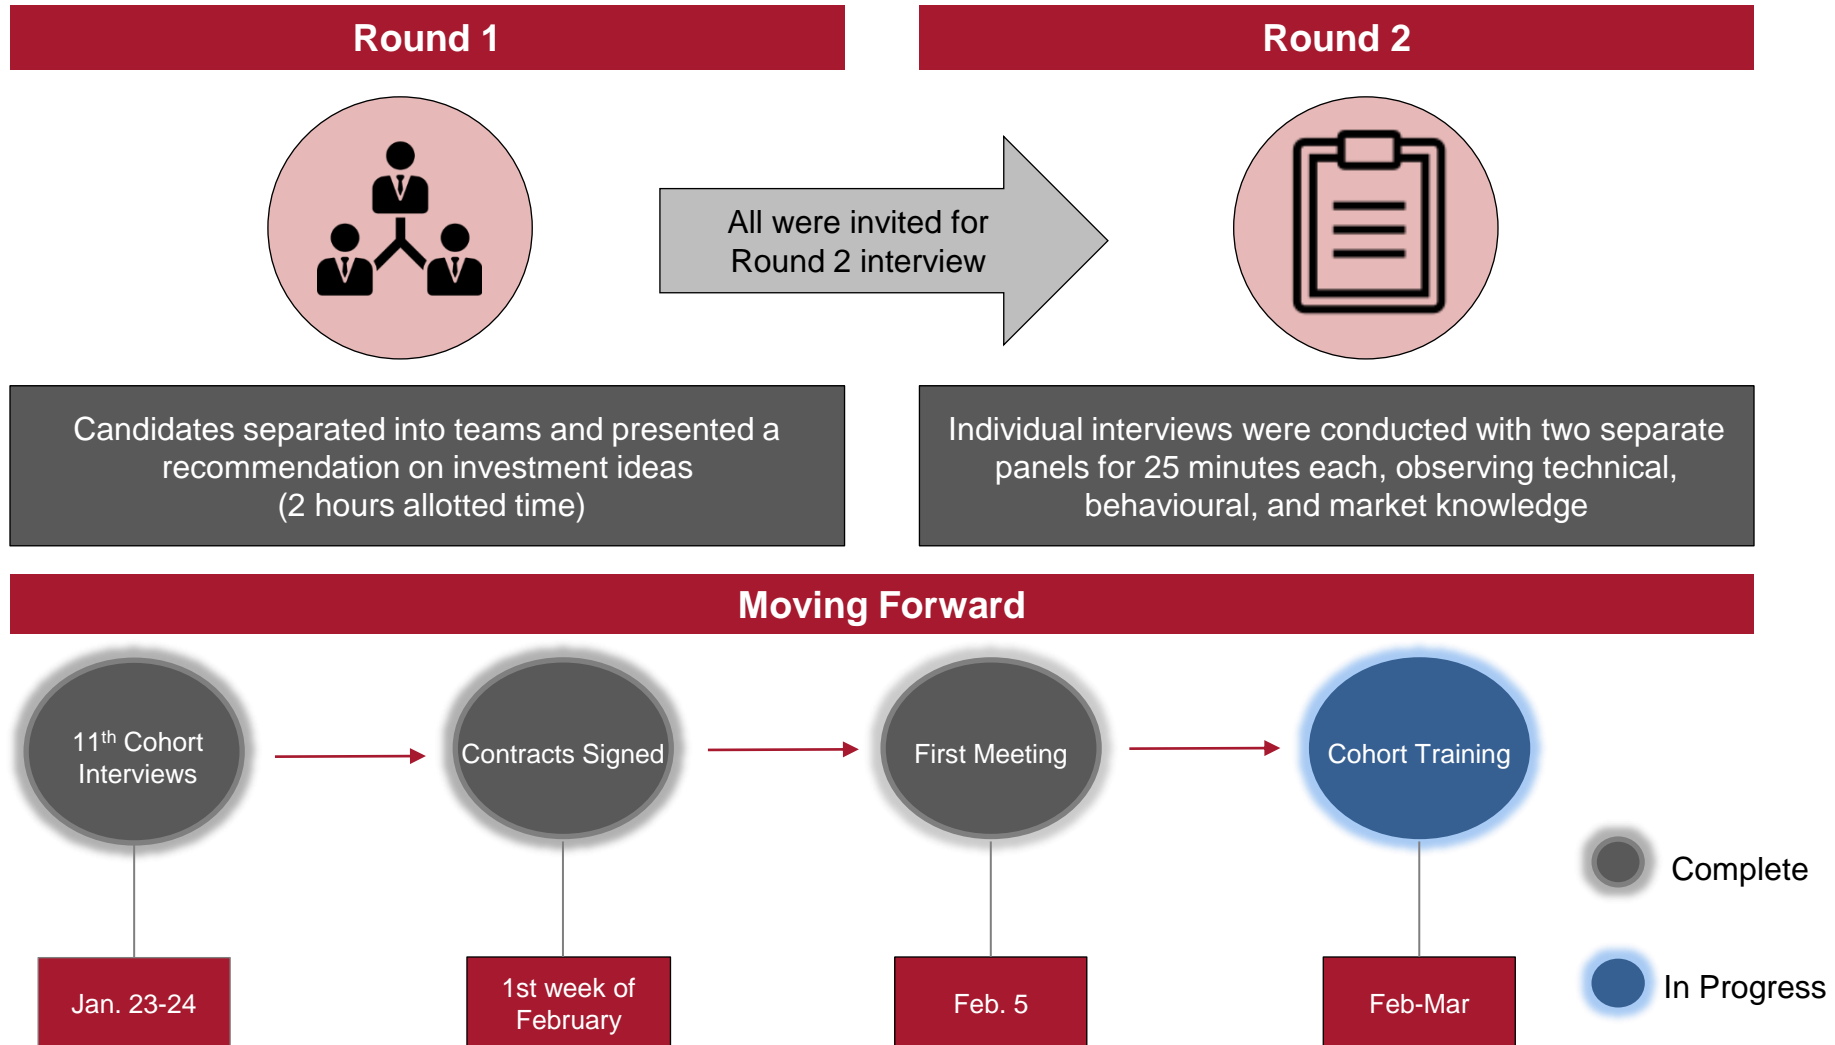 Round 1
Round 2
All were invited for
Round 2 interview
Candidates separated into teams and presented a
recommendation on investment ideas
(2 hours allotted time)
Individual interviews were conducted with two separate
panels for 25 minutes each, observing technical,
behavioural, and market knowledge
Moving Forward
11th Cohort
Interviews
Contracts Signed
First Meeting
Cohort Training
Complete
In Progress
Jan. 23-24
1st week of
February
Feb. 5
Feb-Mar